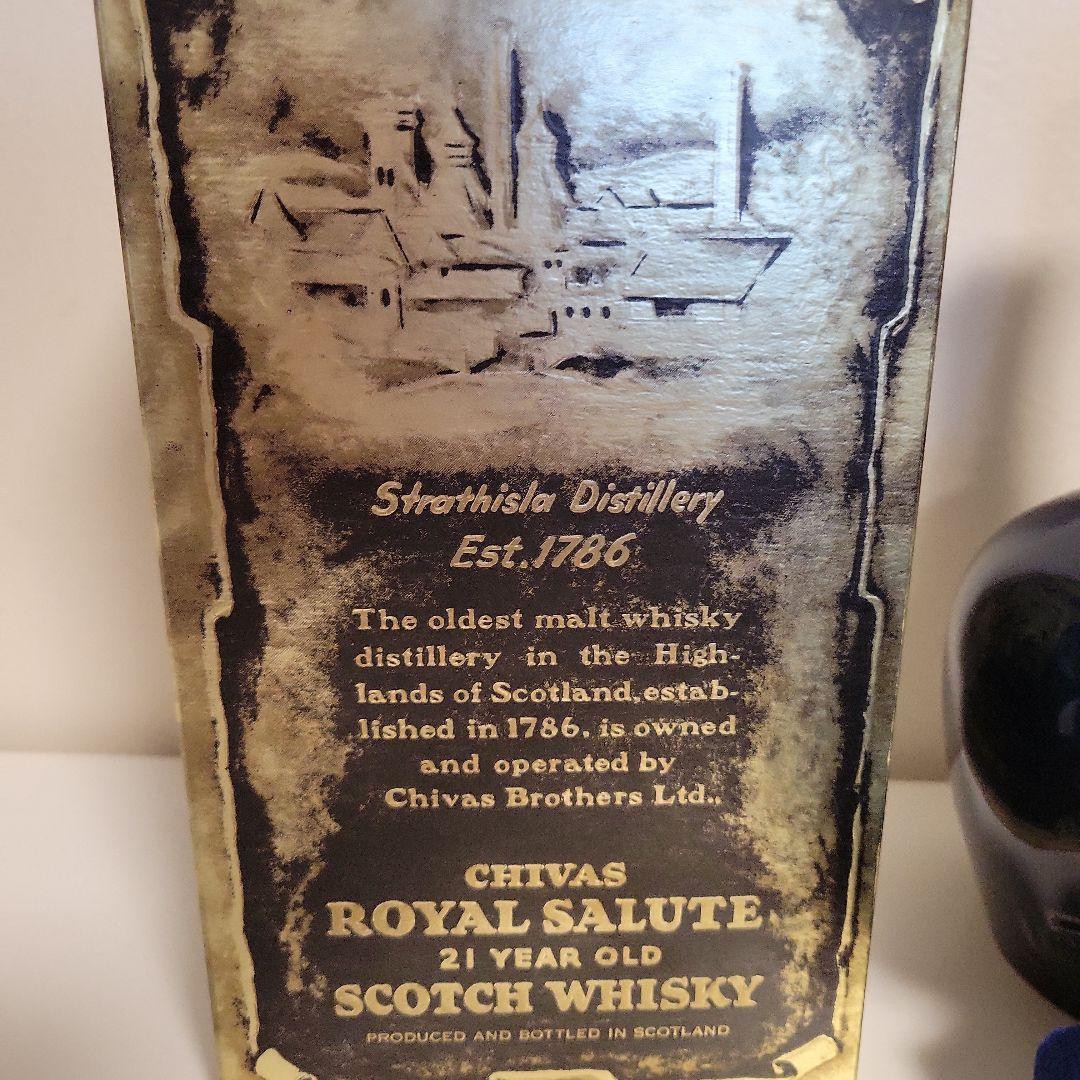 Strathisla Distillery
Est. 1786
The oldest malt whisky
distillery in the High-
lands of Scotland, estab-
lished in 1786, is owned
and operated by
Chivas Brothers Ltd.,
CHIVAS
ROYAL SALUTE
21 YEAR OLD
SCOTCH WHISKY
PRODUCED AND BOTTLED IN SCOTLAND